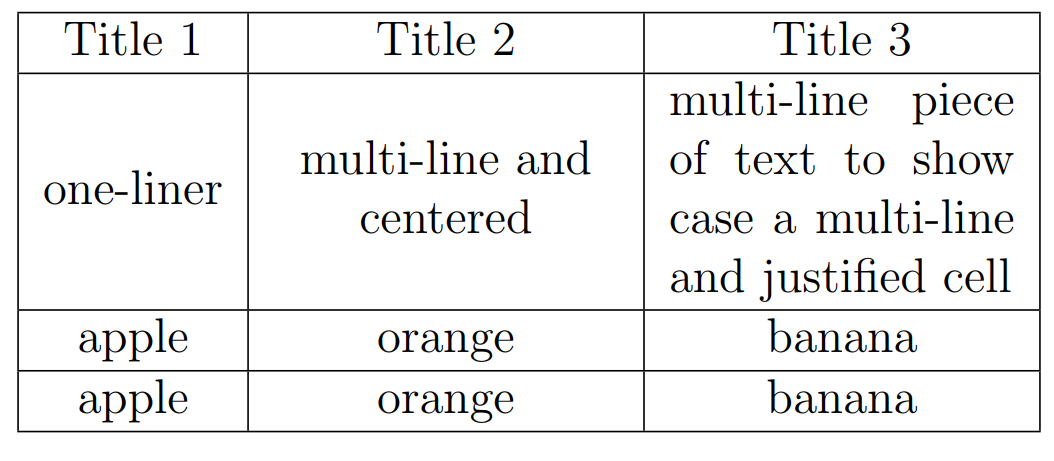 Title 1 Title 2 Title 3
one-liner
multi-line and
centered
multi-line piece
of text to show
case a multi-line
and justified cell
apple orange banana
apple orange banana